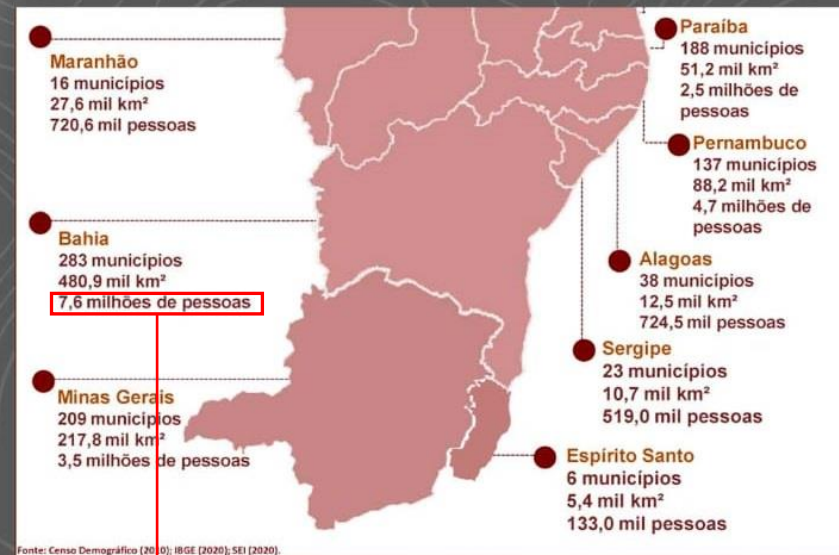 Maranhão
16 municípios
27,6 mil km²
720,6 mil pessoas
Bahia
283 municípios
480,9 mil km²
7,6 milhões de pessoas
Minas Gerais
209 municípios
217,8 mil km²
3,5 milhões de pessoas
Paraíba
188 municípios
51,2 mil km²
2,5 milhões de
pessoas
Pernambuco
137 municípios
88,2 mil km²
4,7 milhões de
pessoas
Alagoas
38 municípios
12,5 mil km²
724,5 mil pessoas
Sergipe
23 municípios
10,7 mil km²
519,0 mil pessoas
Espírito Santo
6 municípios
5,4 mil km²
133,0 mil pessoas
Fonte: Censo Demográfico (2010); IBGE [2020]; SEI [2020].